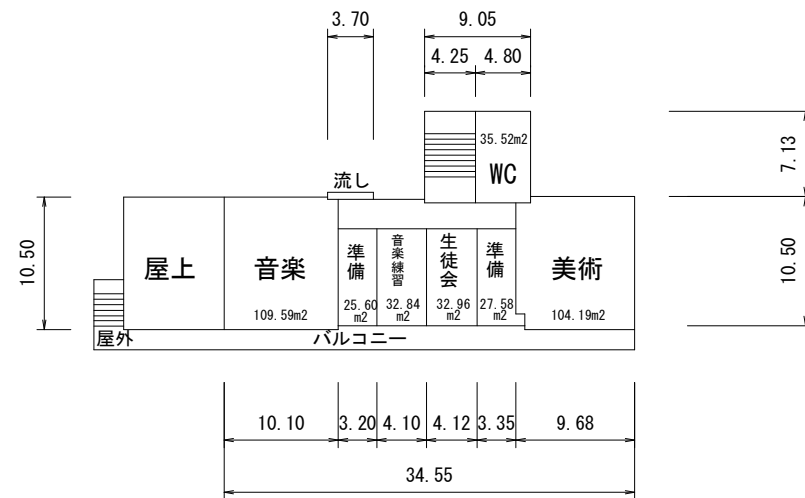 3.70
9.05
4.25 4.80
35.52m2
WC
7.13
流し
10.50
屋上
音楽
109.59m2
準備
25.60
m2
音楽練習
32.84
m2
生徒会
32.96
m2
準備
27.58
m2
美術
104.19m2
10.50
屋外
バルコニー
10.10 3.20 4.10 4.12 3.35 9.68
34.55